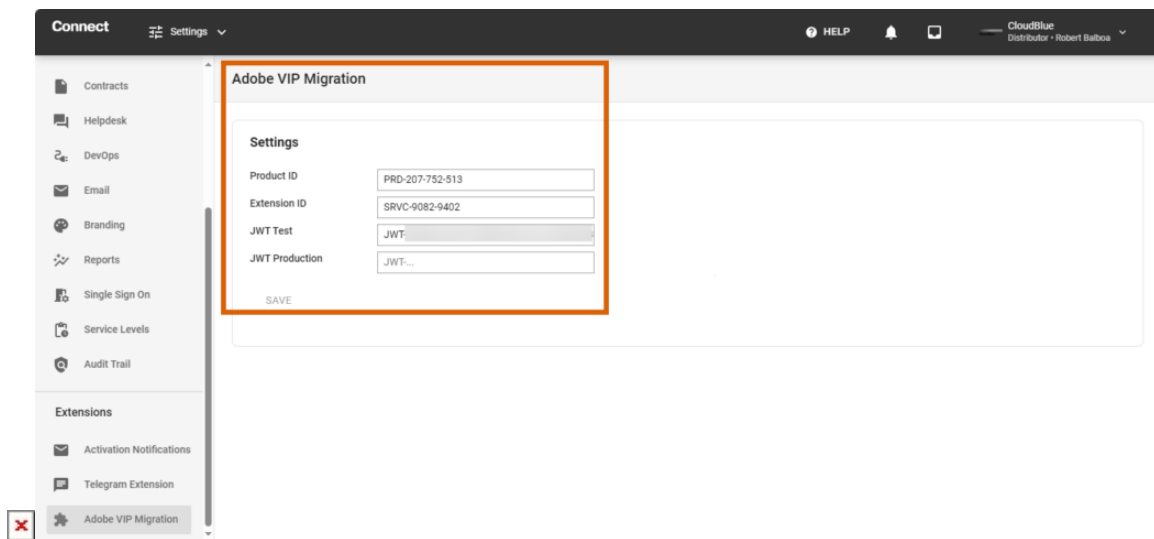 Connect
Settings
HELP
CloudBlue
Distributor • Robert Balboa
Contracts
Helpdesk
DevOps
Email
Branding
Reports
Single Sign On
Service Levels
Audit Trail
Extensions
Activation Notifications
Telegram Extension
Adobe VIP Migration
Adobe VIP Migration
Settings
Product ID
PRD-207-752-513
Extension ID
SRVC-9082-9402
JWT Test
JWT-
JWT Production
JWT-...
SAVE